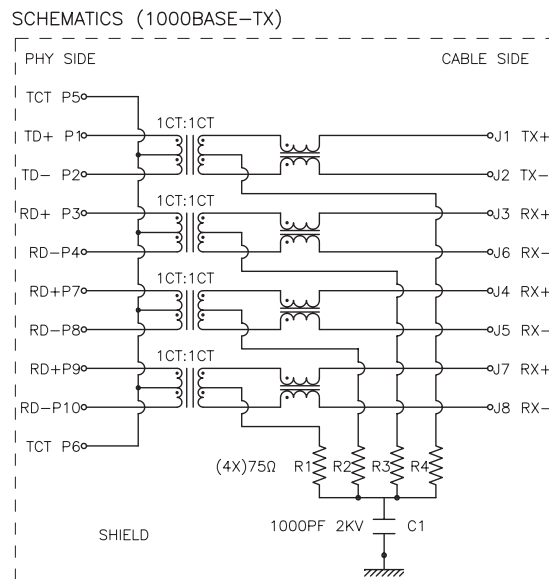 SCHEMATICS (1000BASE-TX)
PHY SIDE
CABLE SIDE
TCT P5
1CT:1CT
TD+ P1
J1 TX+
TD- P2
J2 TX-
1CT:1CT
RD+ P3
J3 RX+
RD-P4
J6 RX-
1CT:1CT
RD+P7
J4 RX+
RD-P8
J5 RX-
1CT:1CT
RD+P9
J7 RX+
RD-P10
J8 RX-
TCT P6
(4X)75Ω R1 R2 R3 R4
1000PF 2KV C1
SHIELD